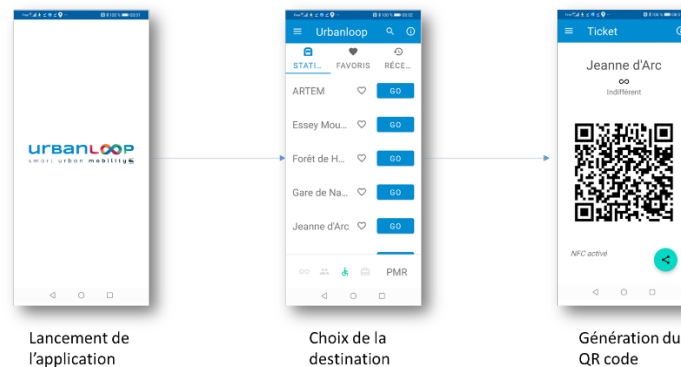 urbanloop
smart urban mobility
Lancement de
l'application
Urbanloop
STATI... FAVORIS RÉCE...
ARTEM GO
Essey Mou... GO
Forêt de H... GO
Gare de Na... GO
Jeanne d'Arc GO
PMR
Choix de la
destination
Ticket
Jeanne d'Arc
Indifférent
NFC activé
Génération du
QR code